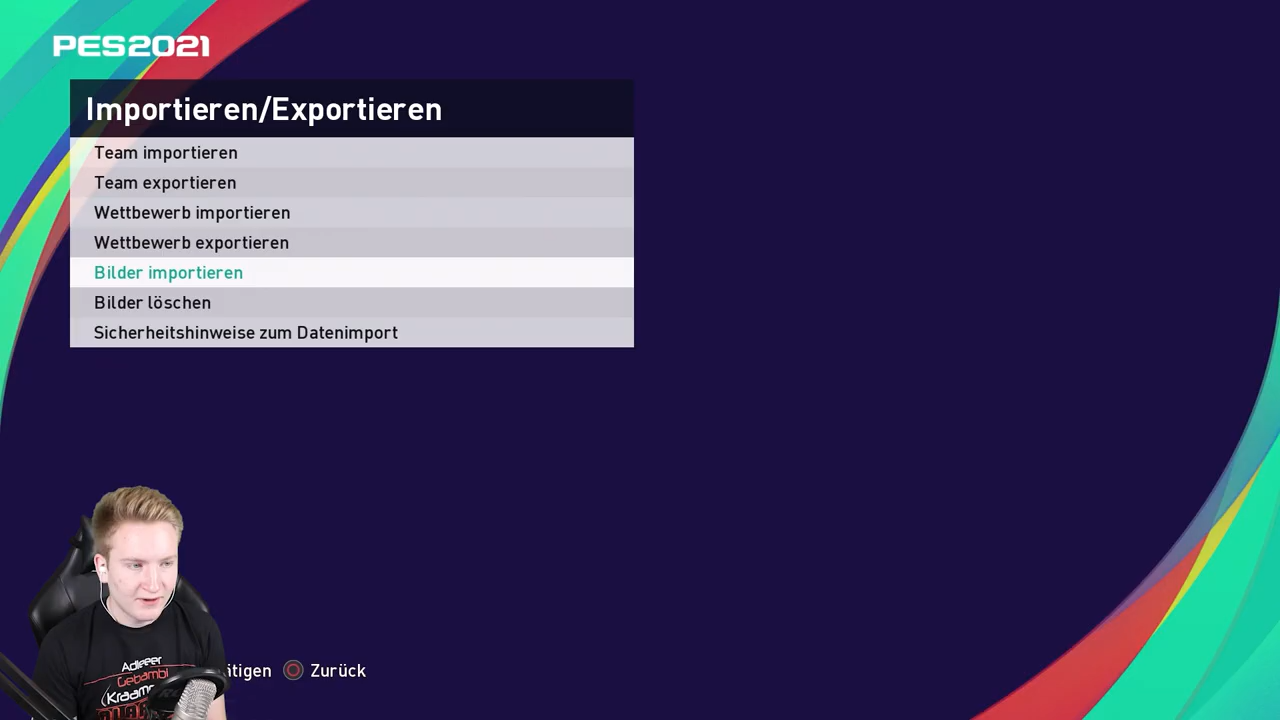 PES2021
Importieren/Exportieren
Team importieren
Team exportieren
Wettbewerb importieren
Wettbewerb exportieren
Bilder importieren
Bilder löschen
Sicherheitshinweise zum Datenimport
Zurück
Gebambl